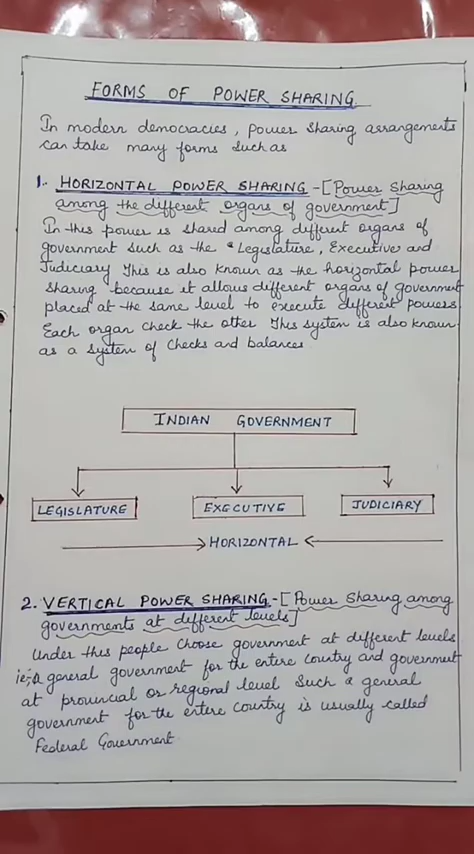 FORMS OF POWER SHARING
In modern democracies, power sharing arrangements
can take many forms such as
1. HORIZONTAL POWER SHARING - [Power Sharing
among the different organs of government]
In this power is shared among different organs of
government such as the "Legislature, Executive and
Judiciary This is also known as the horizontal power
sharing because it allows different organs of government
placed at the same level to execute different powers.
Each organ check the other This system is also known
as a system of checks and balances
INDIAN GOVERNMENT
LEGISLATURE EXECUTIVE JUDICIARY
HORIZONTAL
2. VERTICAL POWER SHARING - [Power sharing among
governments at different levels]
Under this people choose government at different levels
ie; a general government for the entire country and government
at provincial or regional level Such a general
government for the entire country is usually called
Federal Government